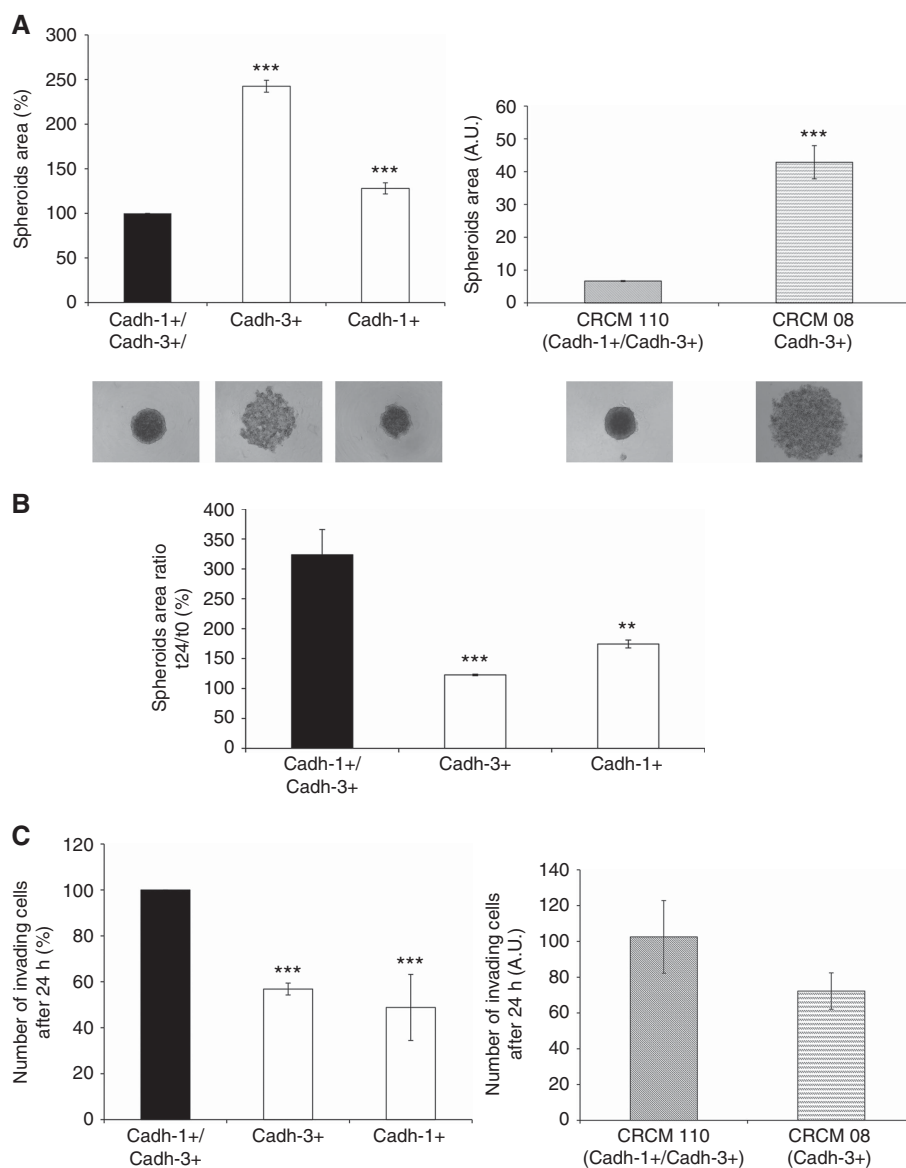 A
300
250
200
150
100
50
0
Spheroids area (%)
***
***
Cadh-1+/
Cadh-3+/
Cadh-3+
Cadh-1+
60
50
40
30
20
10
0
Spheroids area (A.U.)
***
CRCM 110
(Cadh-1+/Cadh-3+)
CRCM 08
Cadh-3+)
B
400
350
300
250
200
150
100
50
0
Spheroids area ratio
t24/t0 (%)
***
**
Cadh-1+/
Cadh-3+
Cadh-3+
Cadh-1+
C
120
100
80
60
40
20
0
Number of invading cells
after 24 h (%)
***
***
Cadh-1+/
Cadh-3+
Cadh-3+
Cadh-1+
140
120
100
80
60
40
20
0
Number of invading cells
after 24 h (A.U.)
CRCM 110
(Cadh-1+/Cadh-3+)
CRCM 08
(Cadh-3+)